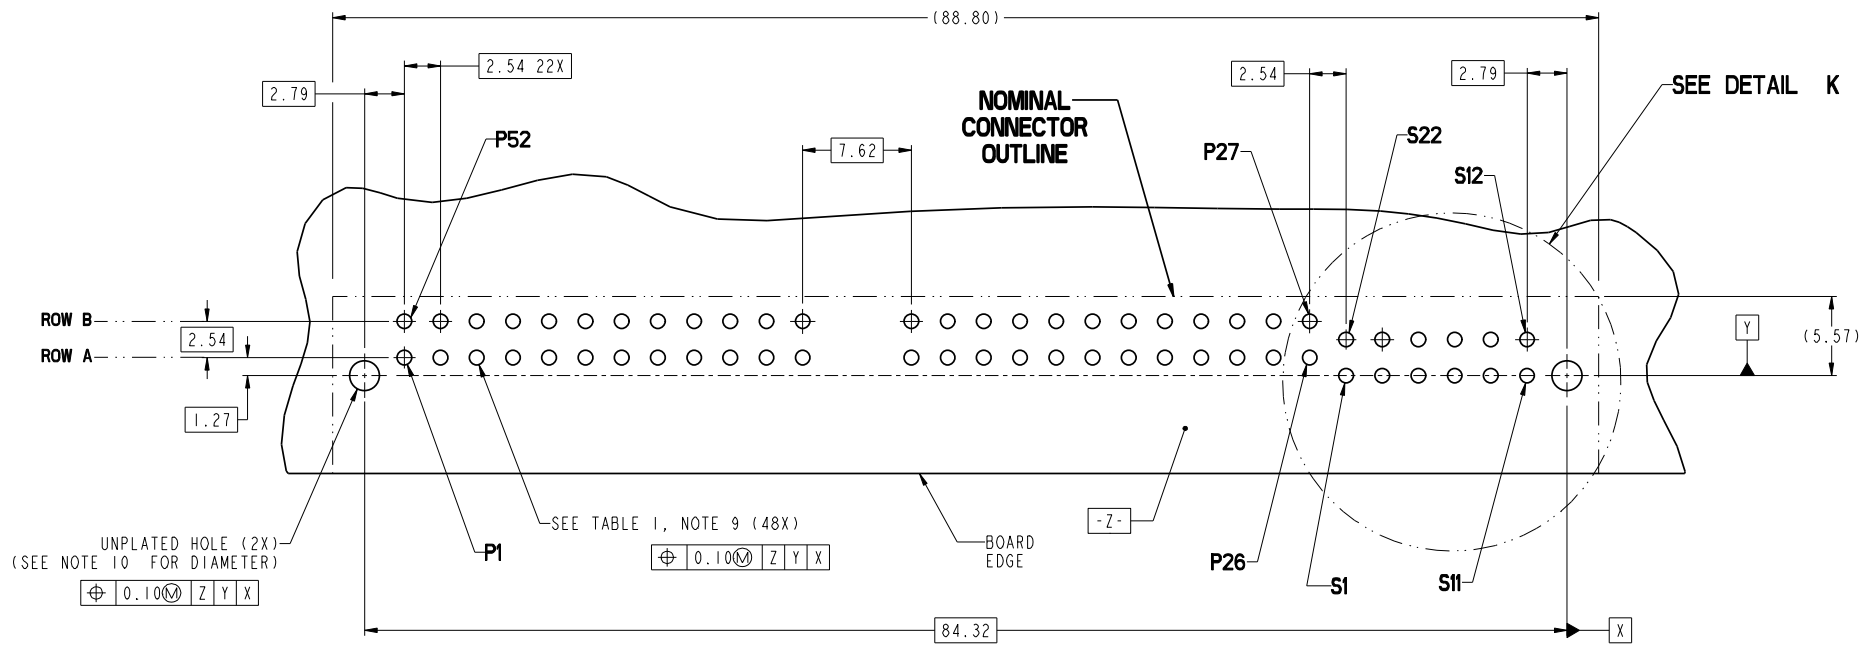 (88.80)
2.54 22X
2.79
2.54
2.79
SEE DETAIL K
NOMINAL
CONNECTOR
OUTLINE
P52
7.62
P27
S22
S12
ROW B
2.54
ROW A
1.27
Y
(5.57)
UNPLATED HOLE (2X)
(SEE NOTE 10 FOR DIAMETER)
⌖ 0.10Ⓜ Z Y X
P1
SEE TABLE 1, NOTE 9 (48X)
⌖ 0.10Ⓜ Z Y X
BOARD
EDGE
-Z-
P26
S1
S11
84.32
X